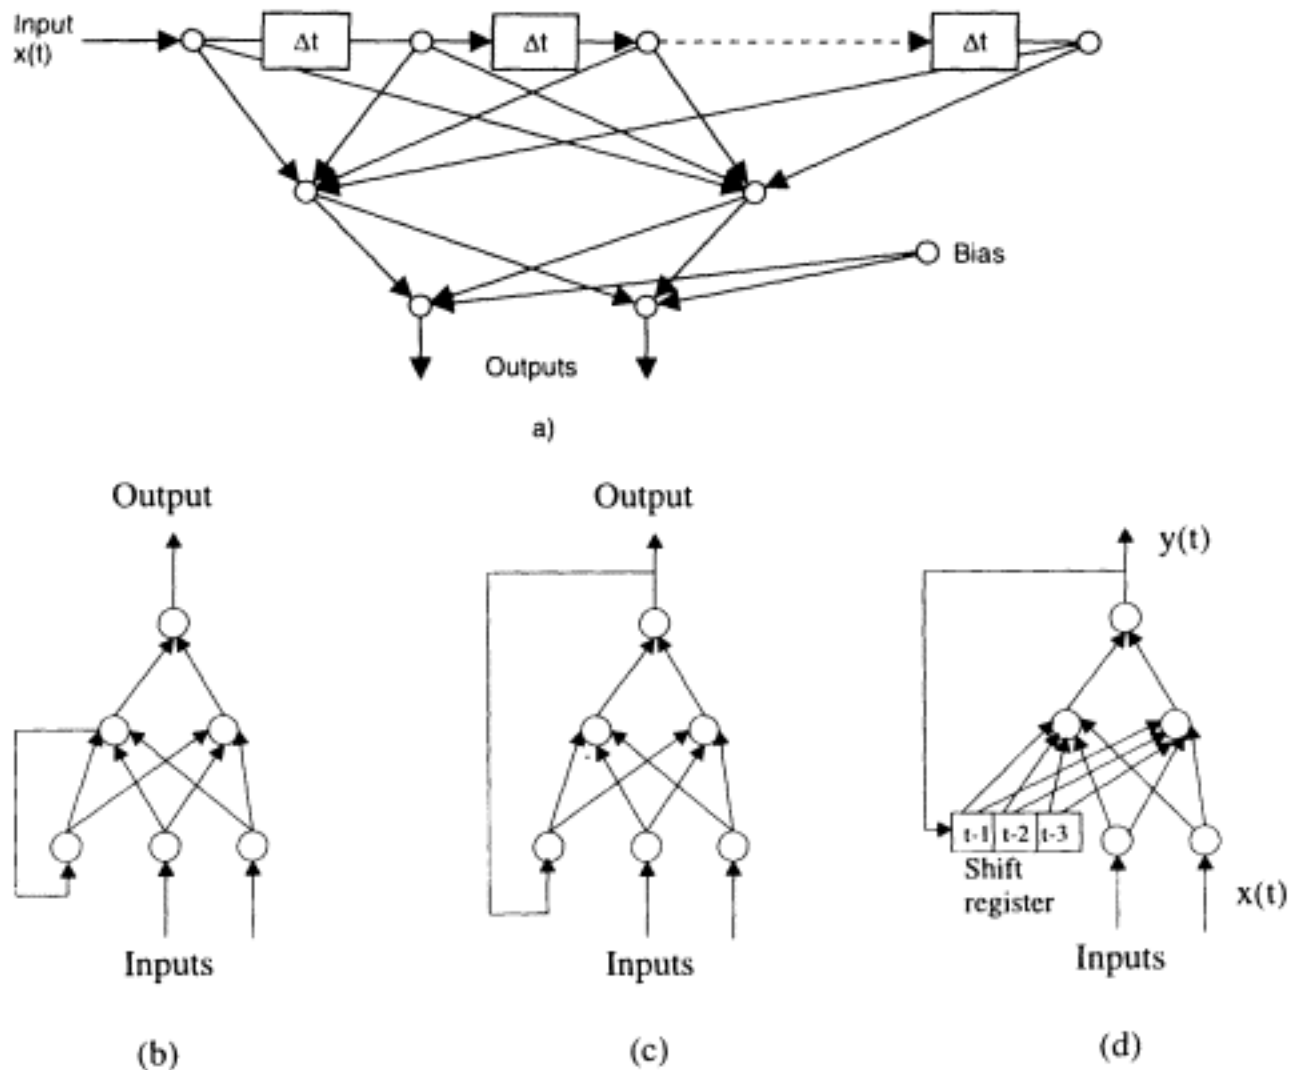 Input
x(t)
Δt
Δt
Δt
Bias
Outputs
a)
Output
Output
y(t)
t-1 t-2 t-3
Shift
register
x(t)
Inputs
Inputs
Inputs
(b)
(c)
(d)